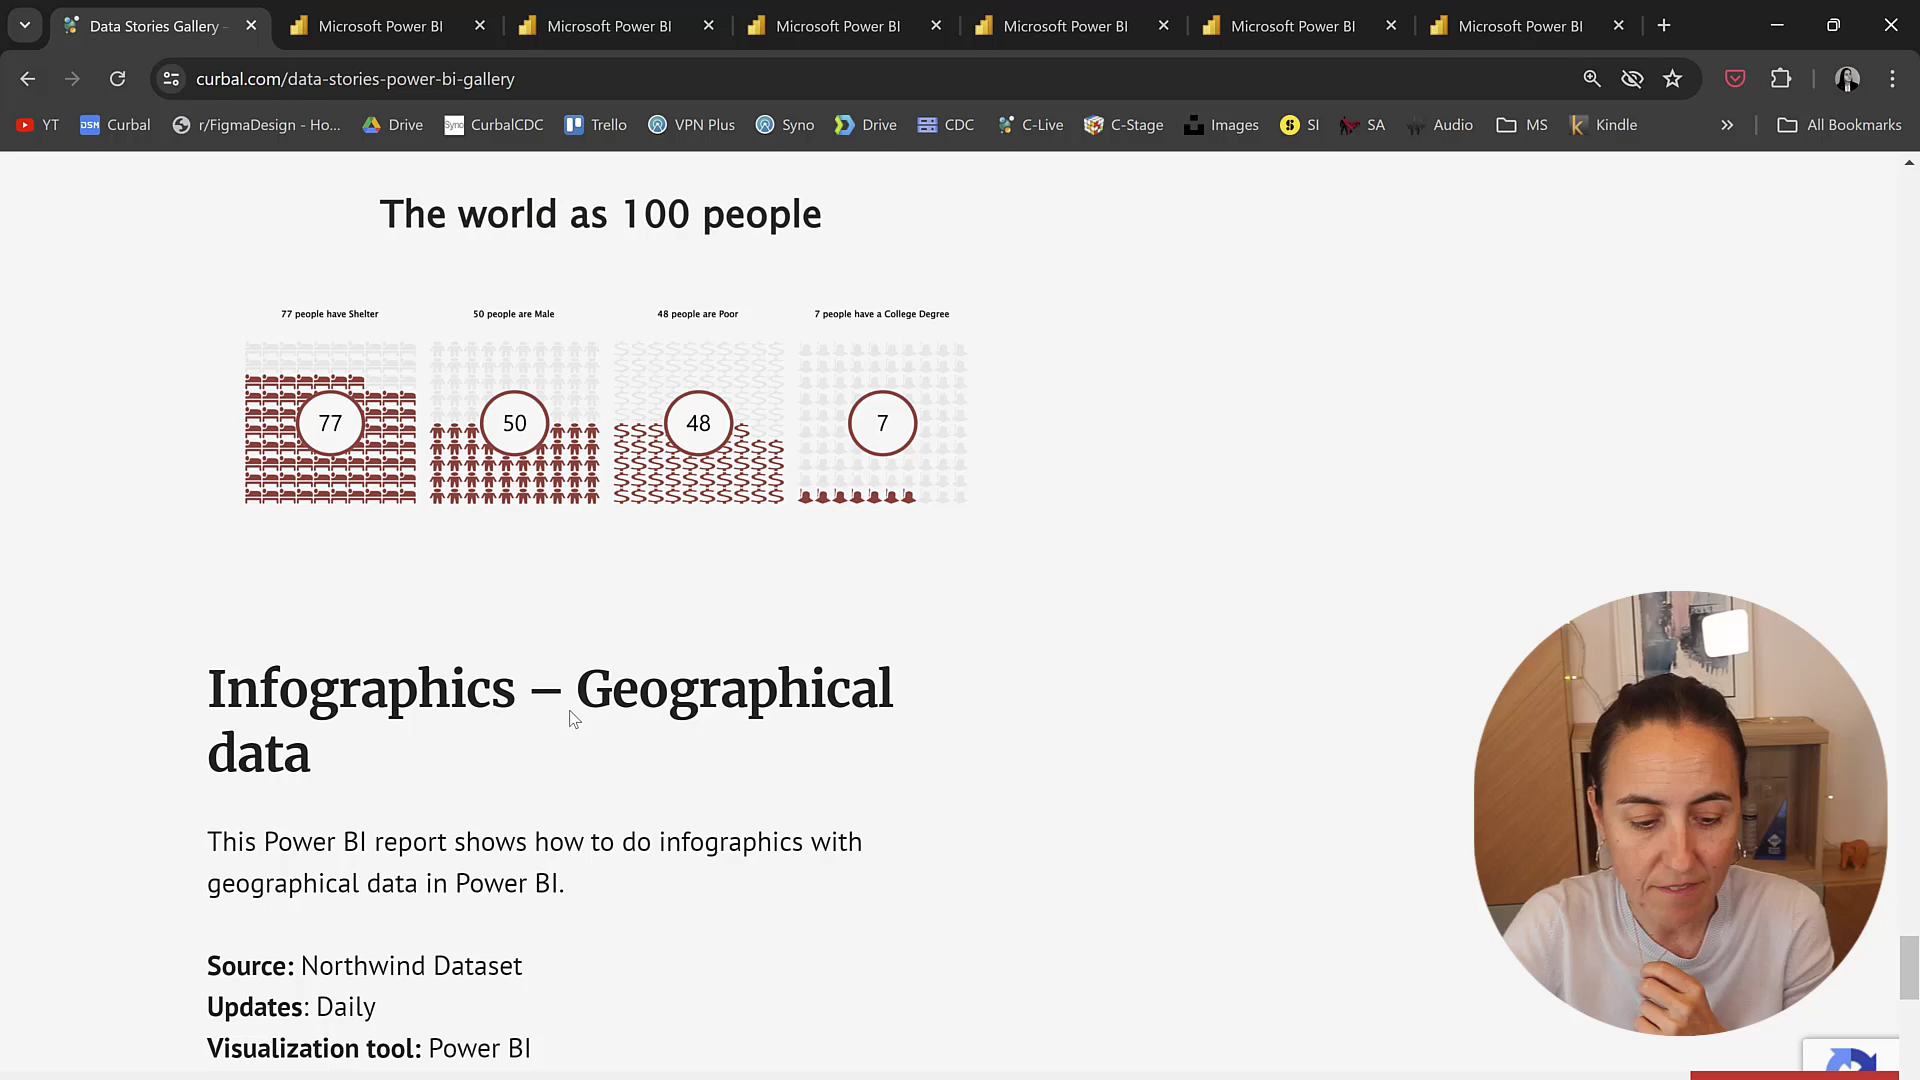 Data Stories Gallery -
Microsoft Power BI
Microsoft Power BI
Microsoft Power BI
Microsoft Power BI
Microsoft Power BI
Microsoft Power BI
curbal.com/data-stories-power-bi-gallery
YT
DSM Curbal
r/FigmaDesign - Ho...
Drive
Sync CurbalCDC
Trello
VPN Plus
Syno
Drive
CDC
C-Live
C-Stage
Images
$ SI
SA
Audio
MS
Kindle
All Bookmarks
The world as 100 people
77 people have Shelter
50 people are Male
48 people are Poor
7 people have a College Degree
77
50
48
7
Infographics – Geographical
data
This Power BI report shows how to do infographics with
geographical data in Power BI.
Source: Northwind Dataset
Updates: Daily
Visualization tool: Power BI